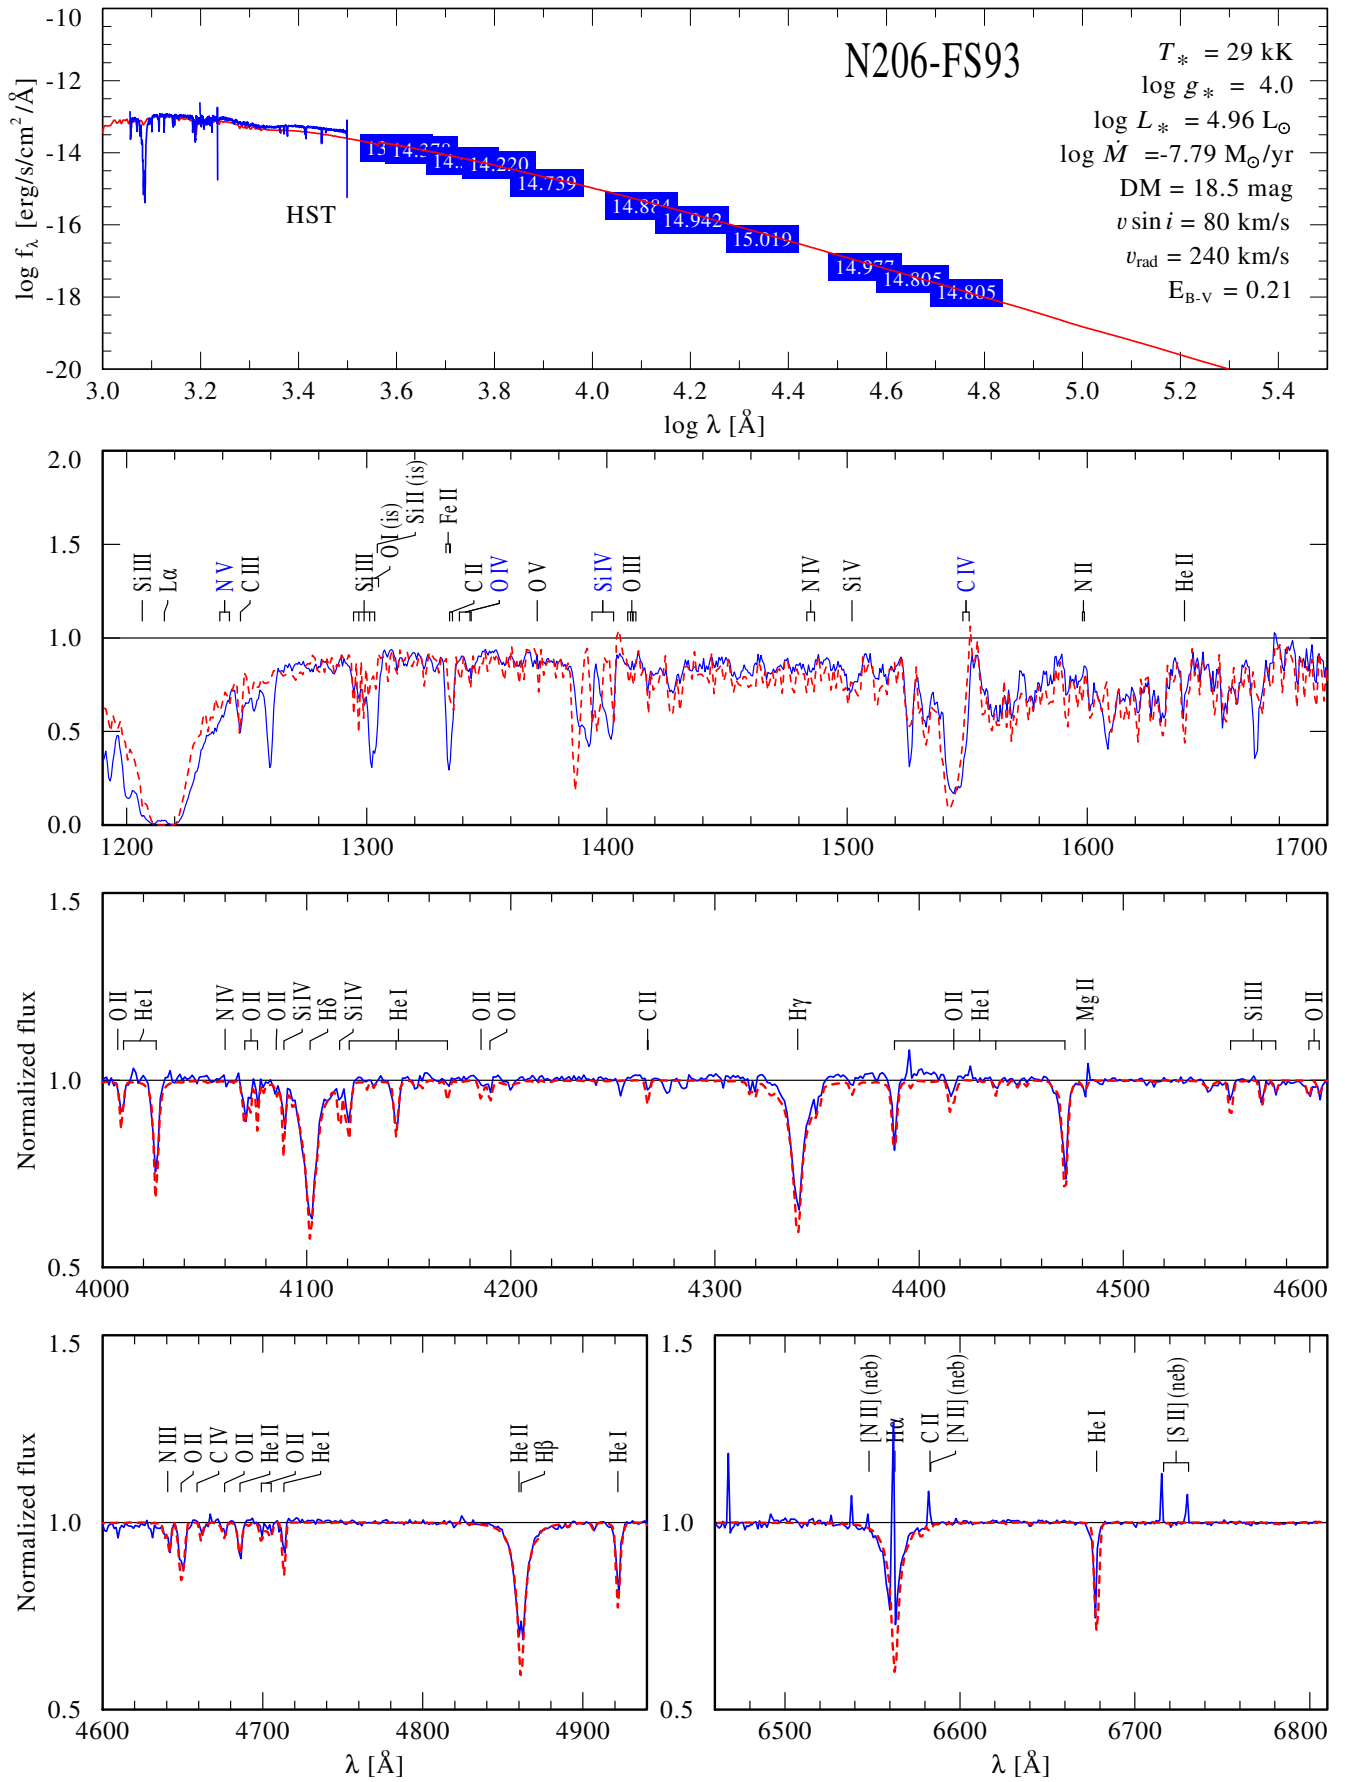 N206-FS93
T* = 29 kK
log g* = 4.0
log L* = 4.96 L⊙
log Ṁ =-7.79 M⊙/yr
DM = 18.5 mag
v sin i = 80 km/s
vrad = 240 km/s
EB-V = 0.21
HST
14.220
14.739
14.884
14.942
15.019
14.977
14.805
14.805
log fλ [erg/s/cm²/Å]
-10
-12
-14
-16
-18
-20
3.0 3.2 3.4 3.6 3.8 4.0 4.2 4.4 4.6 4.8 5.0 5.2 5.4
log λ [Å]
Si III
Lα
N V
C III
Si III
O I (is)
Si II (is)
Fe II
C II
O IV
O V
Si IV
O III
N IV
Si V
C IV
N II
He II
2.0
1.5
1.0
0.5
0.0
1200 1300 1400 1500 1600 1700
Normalized flux
O II
He I
N IV
O II
O II
Si IV
Hδ
Si IV
He I
O II
O II
C II
Hγ
O II
He I
Mg II
Si III
O II
1.5
1.0
0.5
4000 4100 4200 4300 4400 4500 4600
Normalized flux
N III
O II
C IV
O II
He II
O II
He I
He II
Hβ
He I
1.5
1.0
0.5
4600 4700 4800 4900
λ [Å]
[N II] (neb)
Hα
C II
[N II] (neb)
He I
[S II] (neb)
1.5
1.0
0.5
6500 6600 6700 6800
λ [Å]